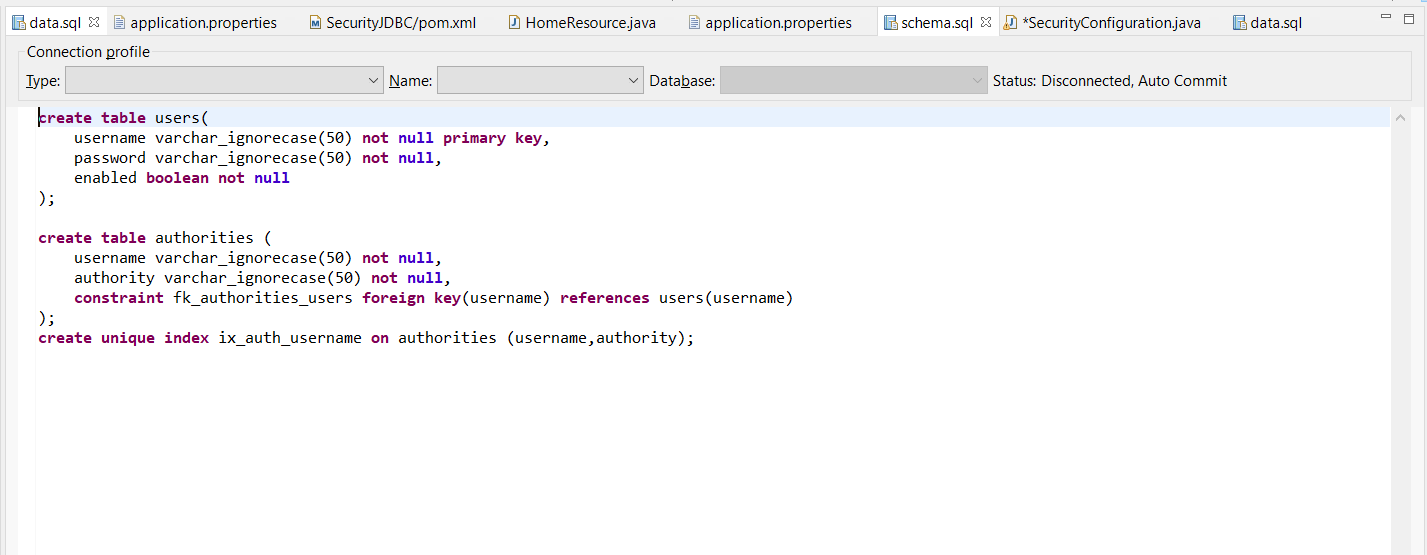 data.sql application.properties SecurityJDBC/pom.xml HomeResource.java application.properties schema.sql *SecurityConfiguration.java data.sql
Connection profile
Type: Name: Database: Status: Disconnected, Auto Commit
create table users(
    username varchar_ignorecase(50) not null primary key,
    password varchar_ignorecase(50) not null,
    enabled boolean not null
);
create table authorities (
    username varchar_ignorecase(50) not null,
    authority varchar_ignorecase(50) not null,
    constraint fk_authorities_users foreign key(username) references users(username)
);
create unique index ix_auth_username on authorities (username,authority);